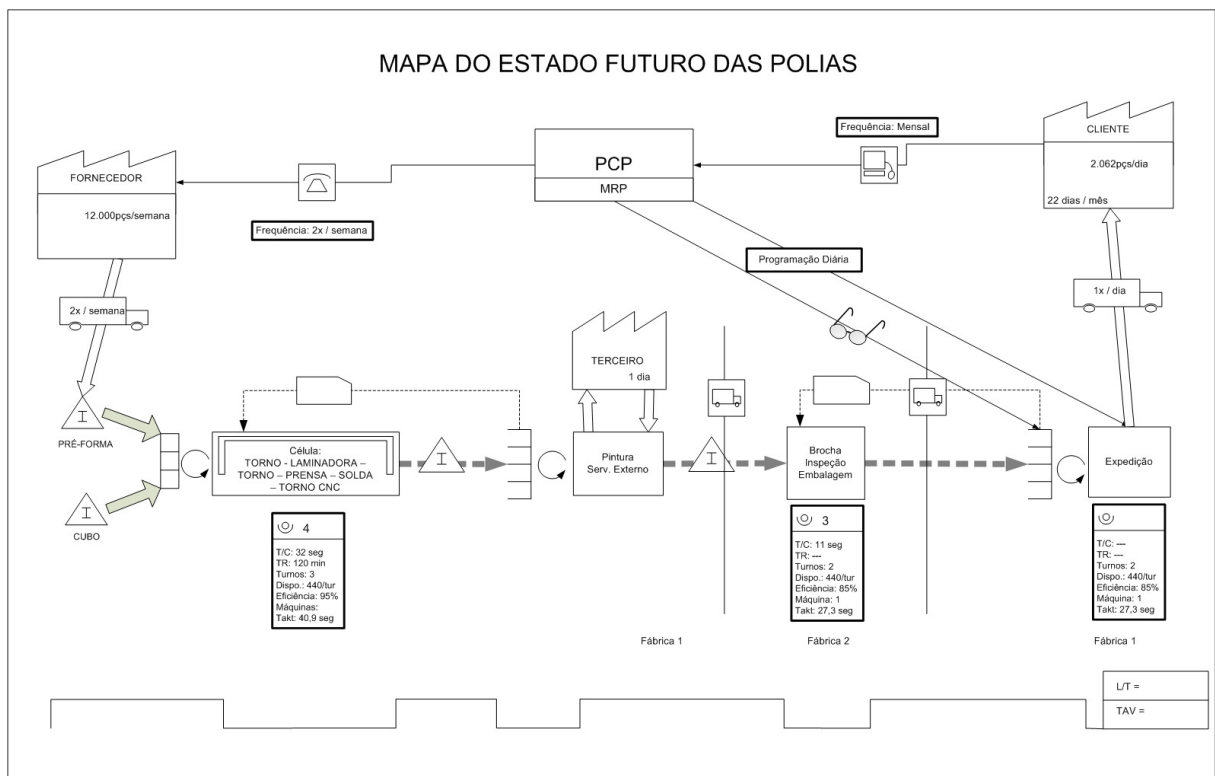 MAPA DO ESTADO FUTURO DAS POLIAS
FORNECEDOR
12.000pçs/semana
Frequência: 2x / semana
PCP
MRP
Frequência: Mensal
CLIENTE
2.062pçs/dia
22 dias / mês
Programação Diária
2x / semana
1x / dia
TERCEIRO
1 dia
I
PRÉ-FORMA
I
CUBO
Célula:
TORNO - LAMINADORA –
TORNO – PRENSA – SOLDA
– TORNO CNC
I
Pintura
Serv. Externo
I
Brocha
Inspeção
Embalagem
Expedição
4
T/C: 32 seg
TR: 120 min
Turnos: 3
Dispo.: 440/tur
Eficiência: 95%
Máquinas:
Takt: 40,9 seg
3
T/C: 11 seg
TR: ---
Turnos: 2
Dispo.: 440/tur
Eficiência: 85%
Máquina: 1
Takt: 27,3 seg
T/C: ---
TR: ---
Turnos: 2
Dispo.: 440/tur
Eficiência: 85%
Máquina: 1
Takt: 27,3 seg
Fábrica 1
Fábrica 2
Fábrica 1
L/T =
TAV =